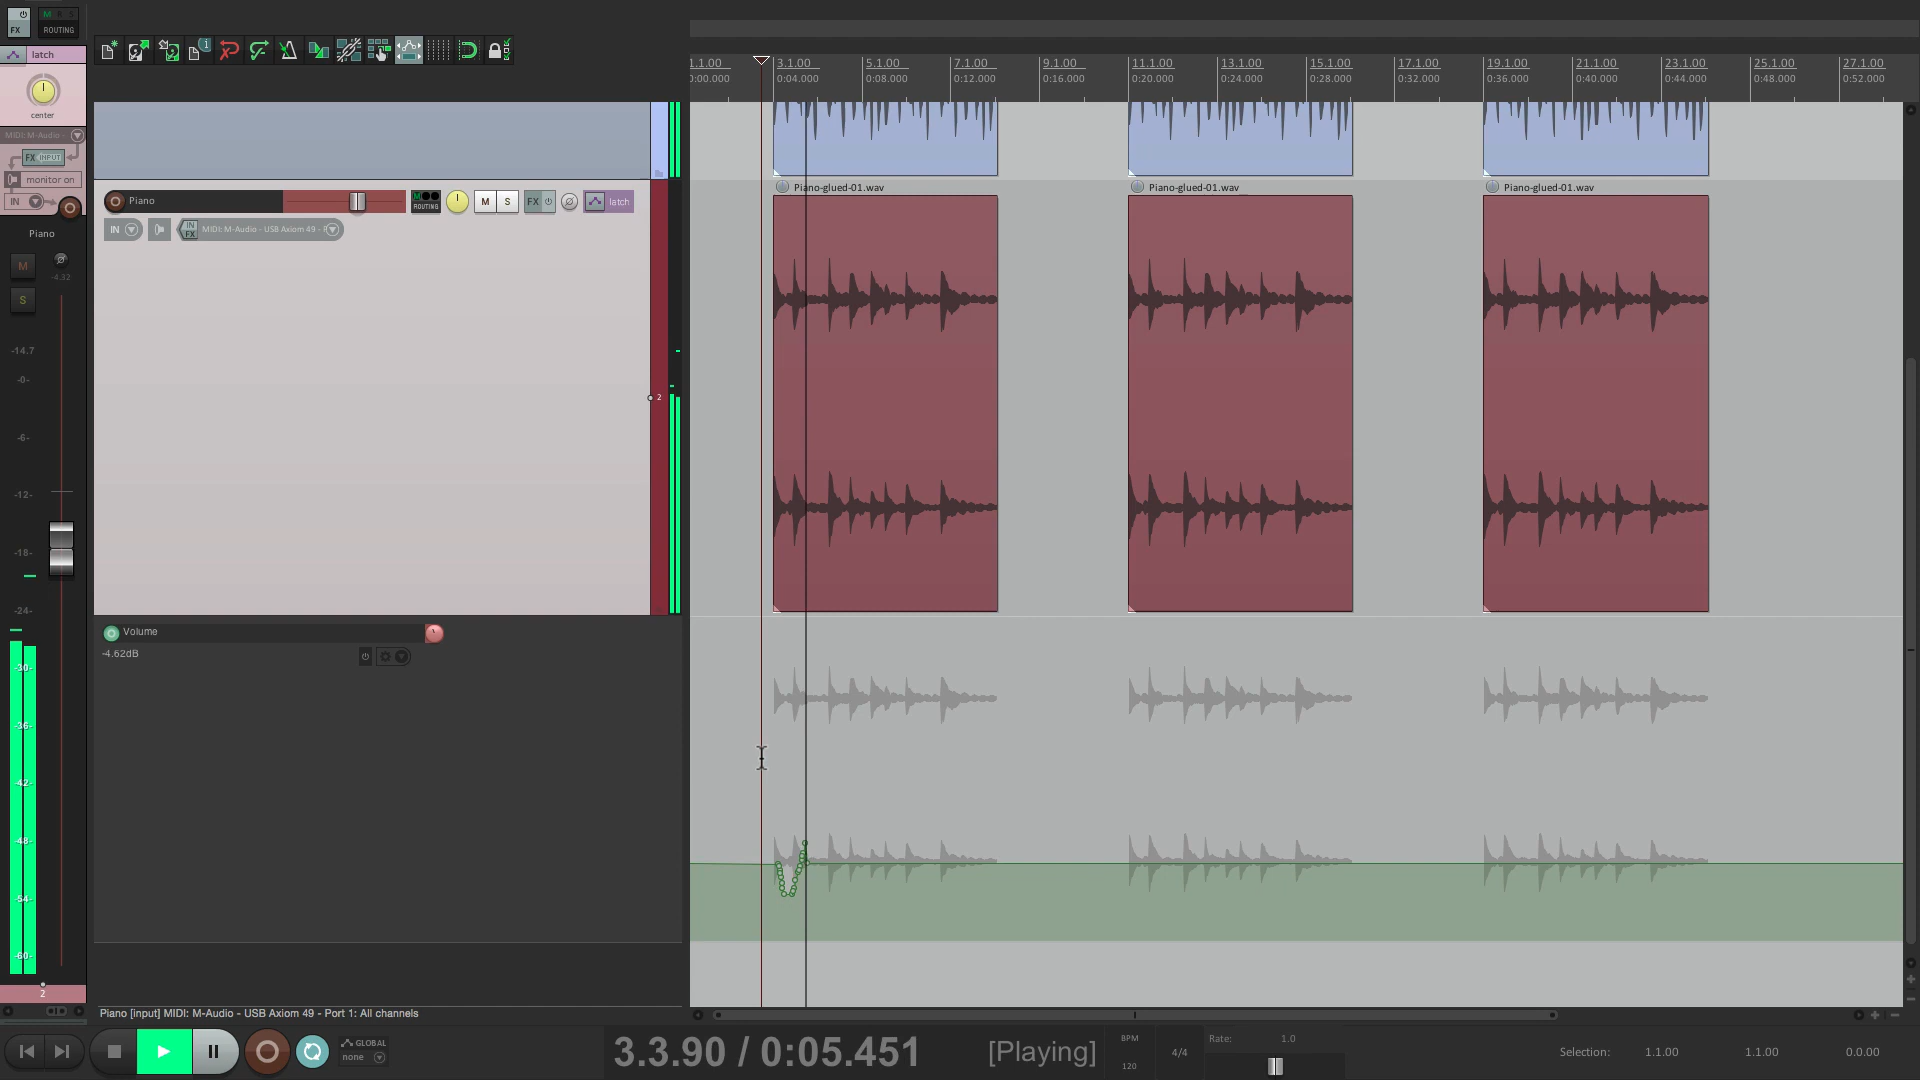 FX
M R S
ROUTING
latch
center
MIDI: M-Audio -
FX INPUT
monitor on
IN
Piano
M
-4.32
S
-14.7
-0-
-6-
-12-
-18-
-24-
-30-
-36-
-42-
-48-
-54-
-60-
2
1.1.00
0:00.000
3.1.00
0:04.000
5.1.00
0:08.000
7.1.00
0:12.000
9.1.00
0:16.000
11.1.00
0:20.000
13.1.00
0:24.000
15.1.00
0:28.000
17.1.00
0:32.000
19.1.00
0:36.000
21.1.00
0:40.000
23.1.00
0:44.000
25.1.00
0:48.000
27.1.00
0:52.000
Piano
ROUTING
M
S
FX
latch
IN
IN FX
MIDI: M-Audio - USB Axiom 49 - P
2
Piano-glued-01.wav
Piano-glued-01.wav
Piano-glued-01.wav
Volume
-4.62dB
Piano [input] MIDI: M-Audio - USB Axiom 49 - Port 1: All channels
GLOBAL
none
3.3.90 / 0:05.451
[Playing]
BPM
120
4/4
Rate:
1.0
Selection:
1.1.00
1.1.00
0.0.00